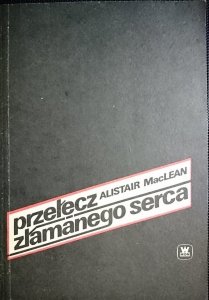 przełęcz ALISTAIR MacLEAN
złamanego serca